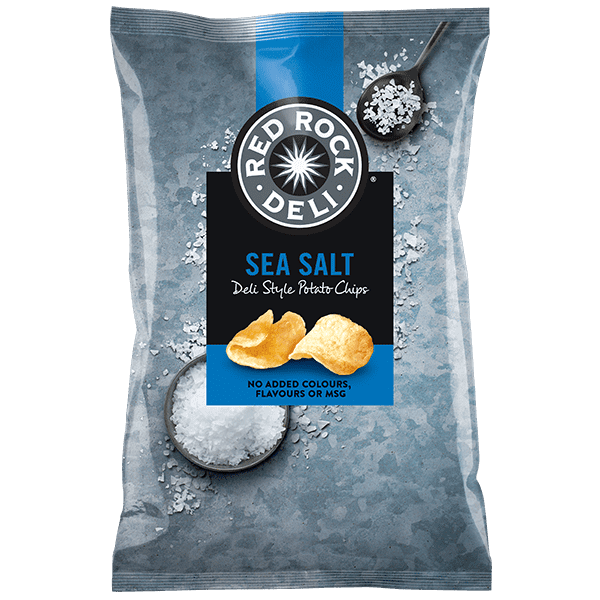 RED ROCK
DELI
®
SEA SALT
Deli Style Potato Chips
NO ADDED COLOURS,
FLAVOURS OR MSG